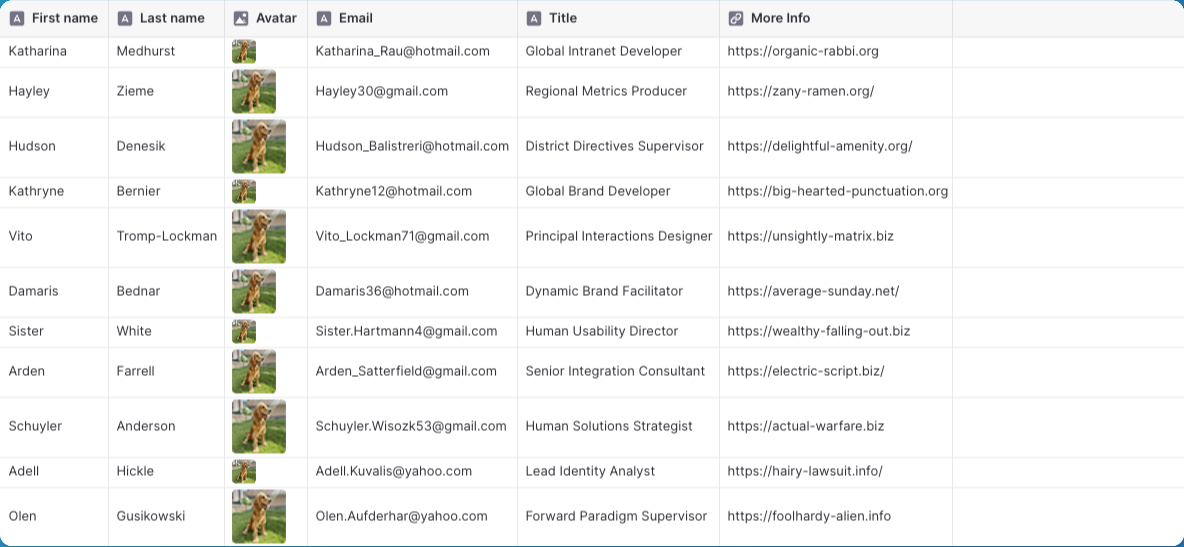 First name Last name Avatar Email Title More Info
Katharina Medhurst Katharina_Rau@hotmail.com Global Intranet Developer https://organic-rabbi.org
Hayley Zieme Hayley30@gmail.com Regional Metrics Producer https://zany-ramen.org/
Hudson Denesik Hudson_Balistreri@hotmail.com District Directives Supervisor https://delightful-amenity.org/
Kathryne Bernier Kathryne12@hotmail.com Global Brand Developer https://big-hearted-punctuation.org
Vito Tromp-Lockman Vito_Lockman71@gmail.com Principal Interactions Designer https://unsightly-matrix.biz
Damaris Bednar Damaris36@hotmail.com Dynamic Brand Facilitator https://average-sunday.net/
Sister White Sister.Hartmann4@gmail.com Human Usability Director https://wealthy-falling-out.biz
Arden Farrell Arden_Satterfield@gmail.com Senior Integration Consultant https://electric-script.biz/
Schuyler Anderson Schuyler.Wisozk53@gmail.com Human Solutions Strategist https://actual-warfare.biz
Adell Hickle Adell.Kuvalis@yahoo.com Lead Identity Analyst https://hairy-lawsuit.info/
Olen Gusikowski Olen.Aufderhar@yahoo.com Forward Paradigm Supervisor https://foolhardy-alien.info